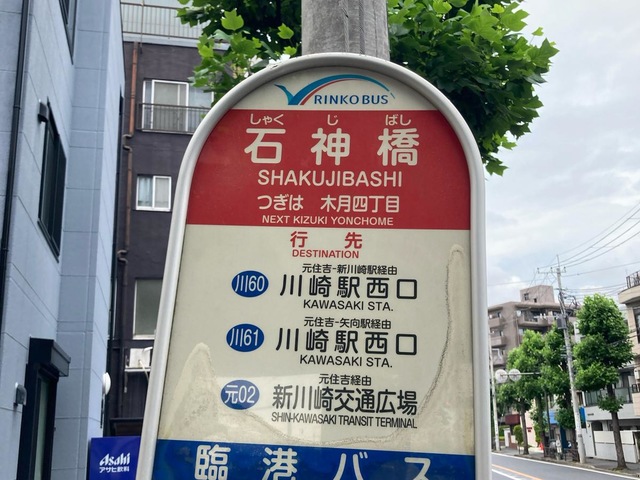 RINKO BUS
しゃく じ ばし
石神橋
SHAKUJIBASHI
つぎは 木月四丁目
NEXT KIZUKI YONCHOME
行先
DESTINATION
元住吉-新川崎駅経由
川60 川崎駅西口
KAWASAKI STA.
元住吉-矢向駅経由
川61 川崎駅西口
KAWASAKI STA.
元住吉経由
元02 新川崎交通広場
SHIN-KAWASAKI TRANSIT TERMINAL
臨港バス
Asahi
アサヒ飲料